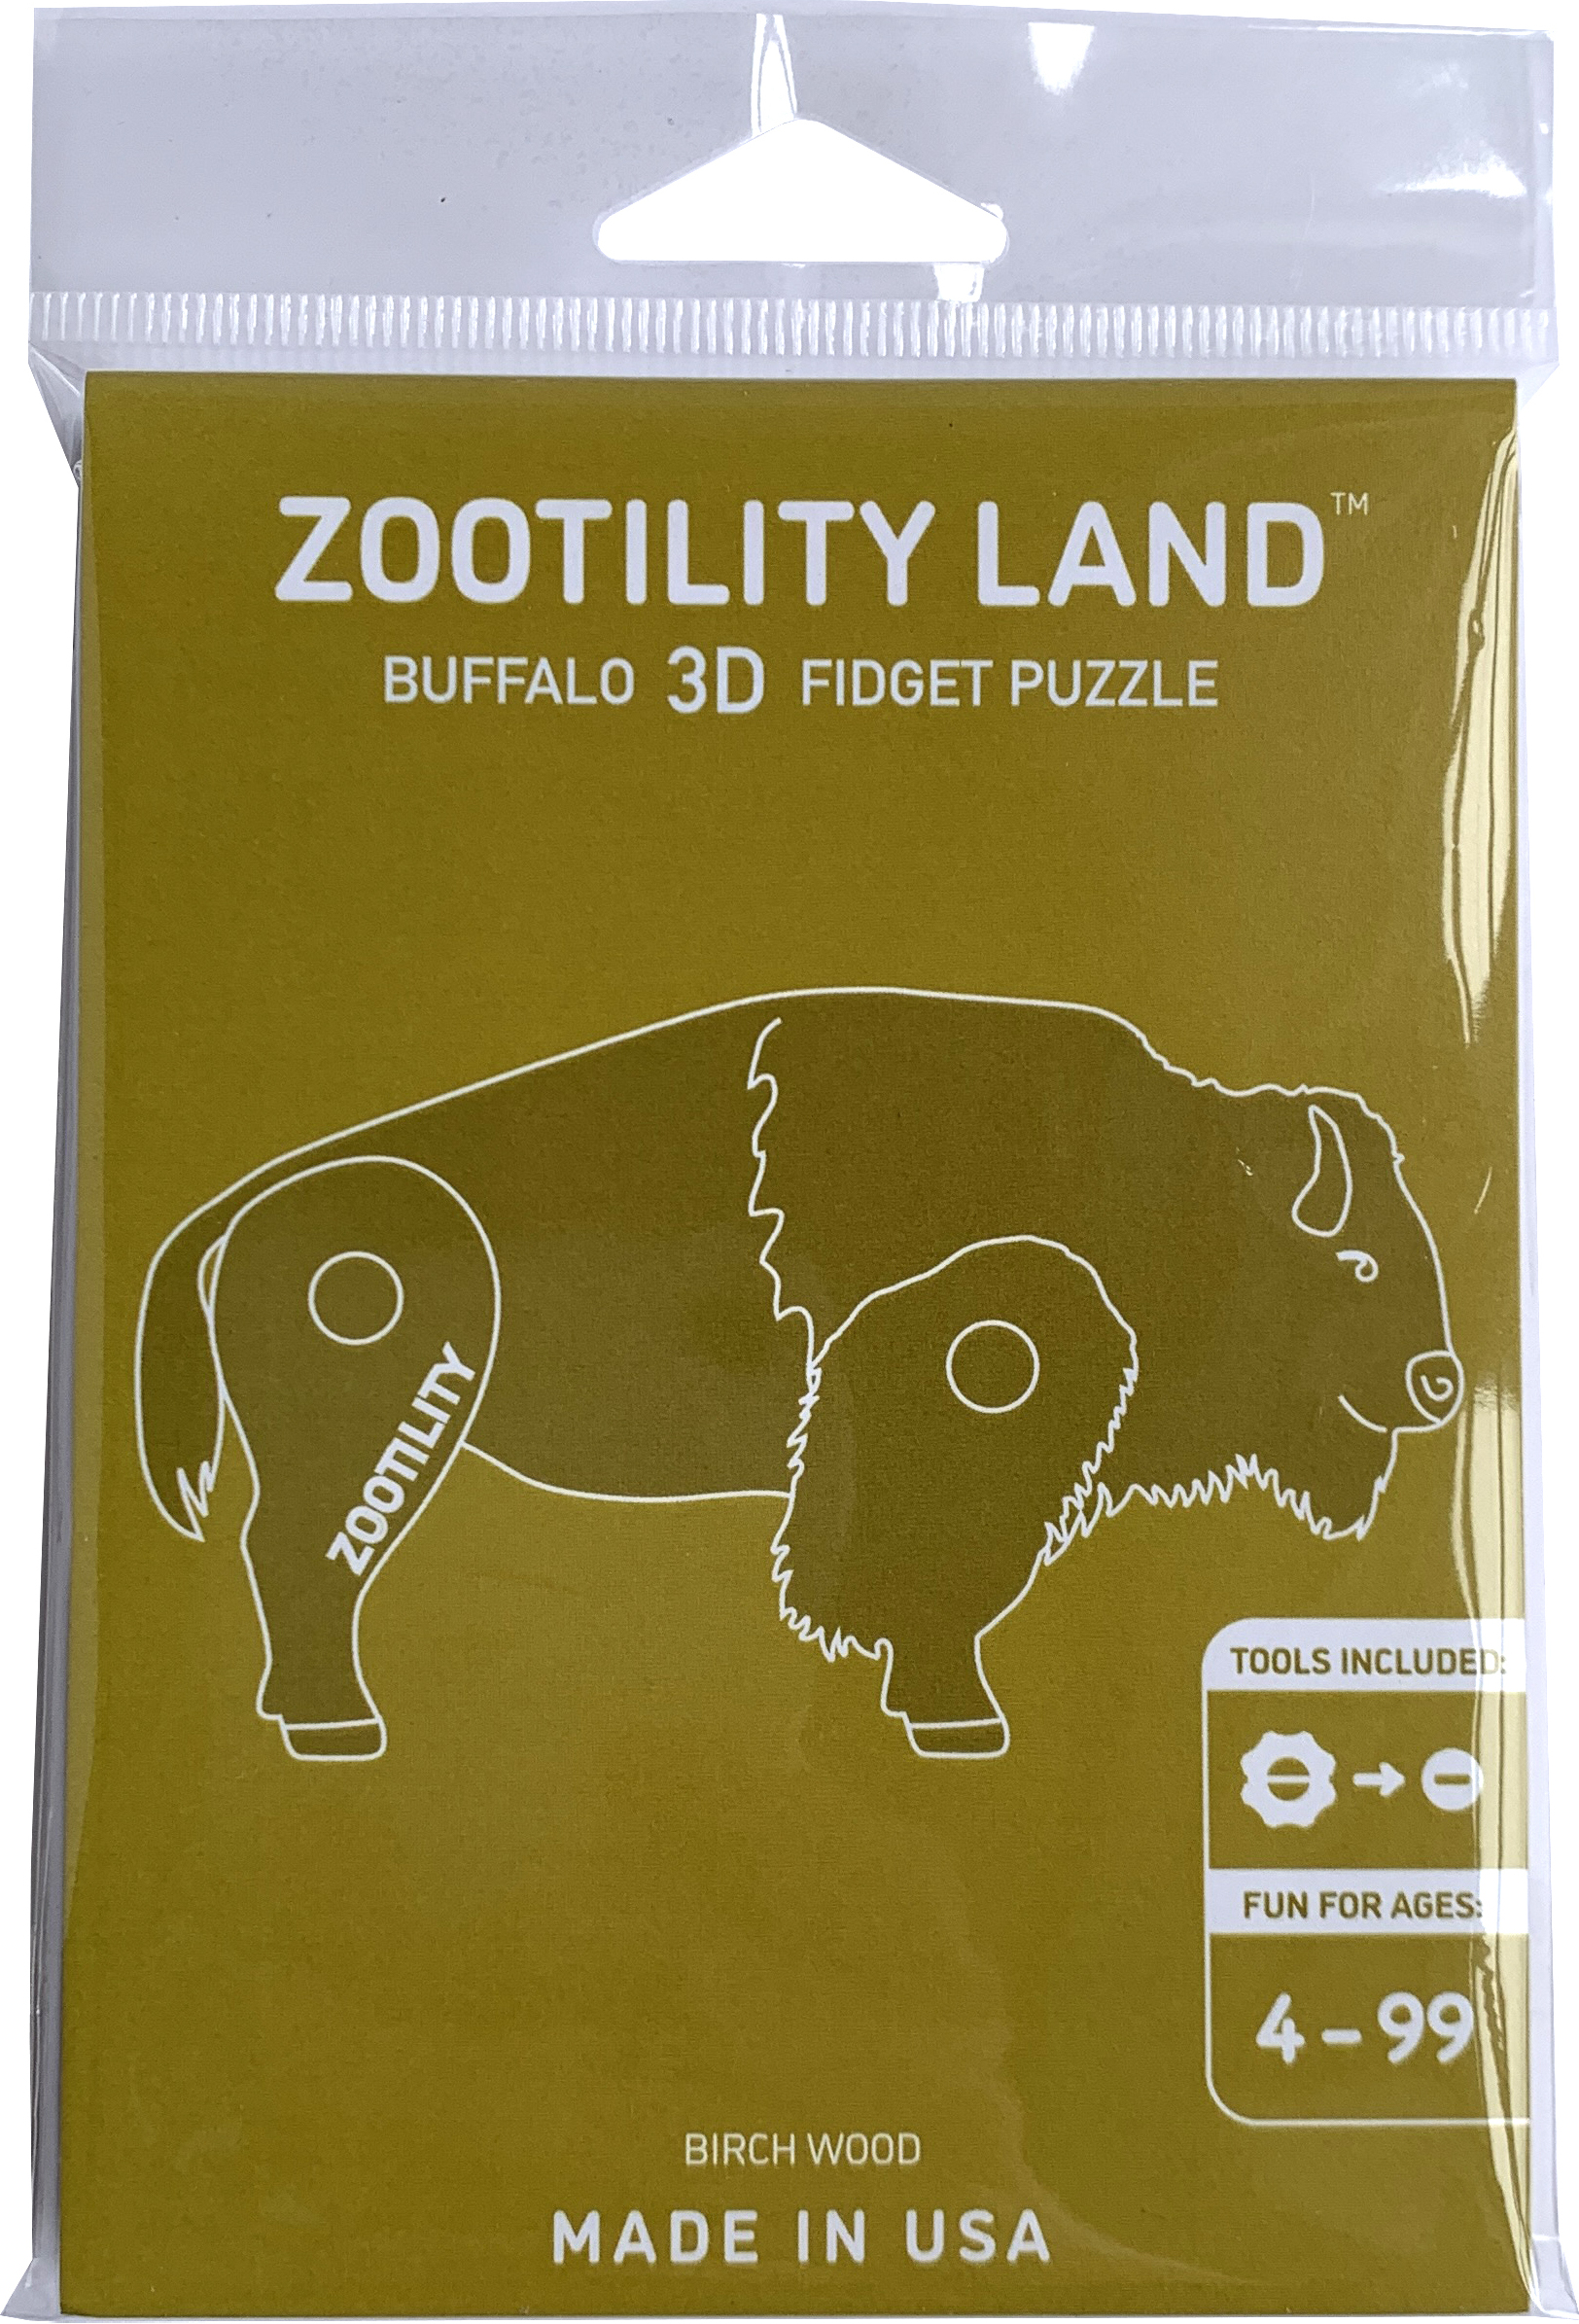 ZOOTILITY LAND™
BUFFALO 3D FIDGET PUZZLE
ZOOTILITY
TOOLS INCLUDED:
FUN FOR AGES:
4 – 99
BIRCH WOOD
MADE IN USA